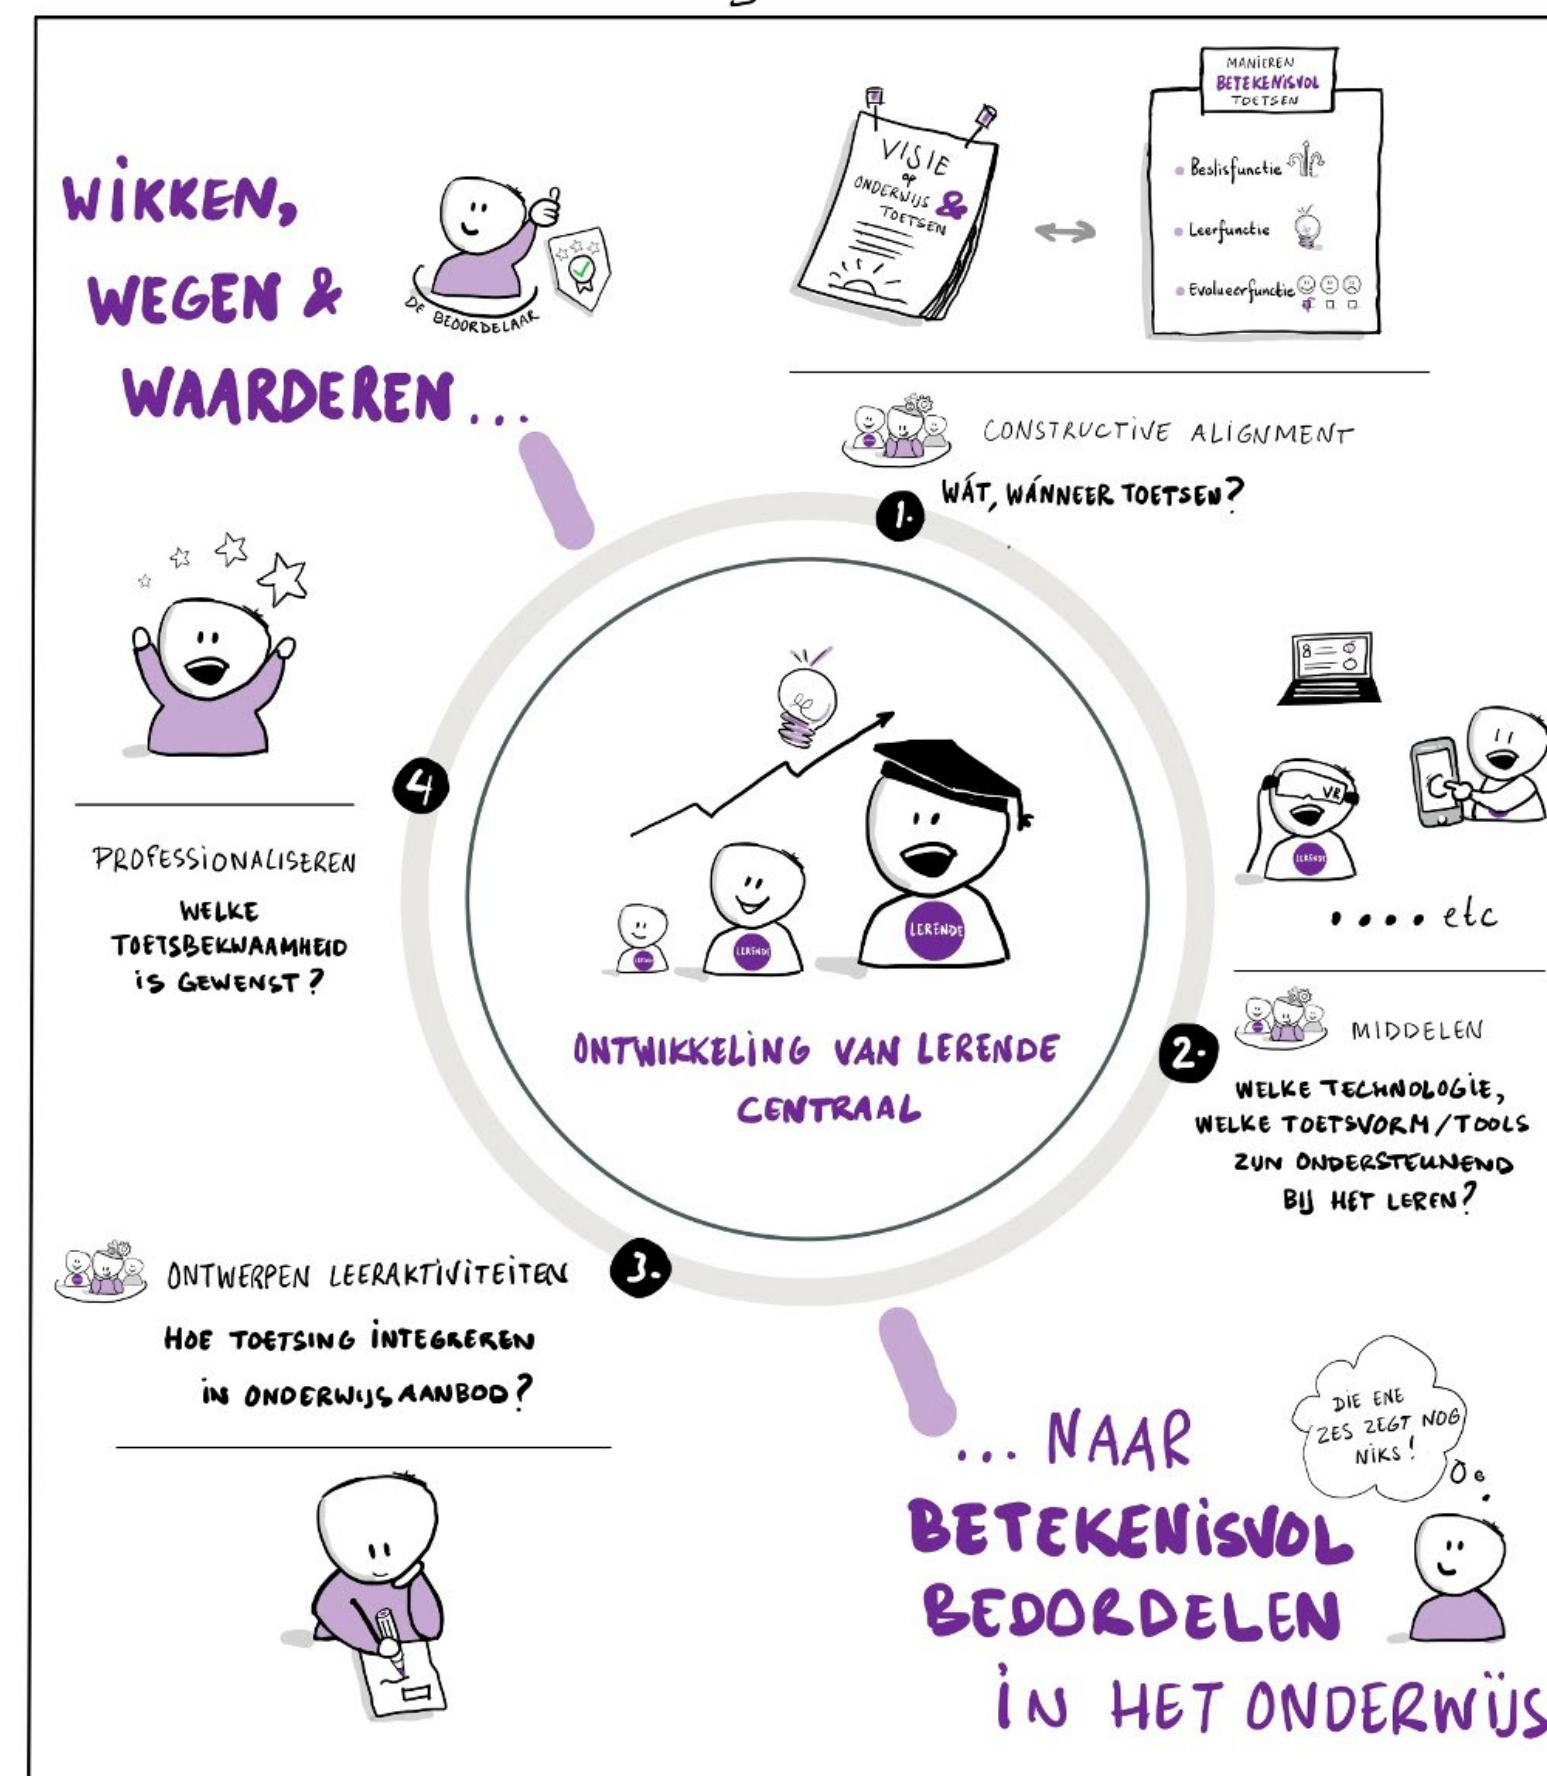 WIKKEN,
WEGEN &
WAARDEREN...
DE BEOORDELAAR
VISIE
op
ONDERWIJS &
TOETSEN
MANIEREN
BETEKENISVOL
TOETSEN
Beslisfunctie
Leerfunctie
Evalueerfunctie
CONSTRUCTIVE ALIGNMENT
1.
WÁT, WÁNNEER TOETSEN?
VR
LERENDE
.... etc
2.
MIDDELEN
WELKE TECHNOLOGIE,
WELKE TOETSVORM/TOOLS
ZIJN ONDERSTEUNEND
BIJ HET LEREN?
4
PROFESSIONALISEREN
WELKE
TOETSBEKWAAMHEID
IS GEWENST?
LERENDE
LERENDE
LERENDE
ONTWIKKELING VAN LERENDE
CENTRAAL
3.
ONTWERPEN LEERAKTIVITEITEN
HOE TOETSING INTEGREREN
IN ONDERWIJSAANBOD?
DIE ENE
ZES ZEGT NOG
NIKS!
... NAAR
BETEKENISVOL
BEOORDELEN
IN HET ONDERWIJS